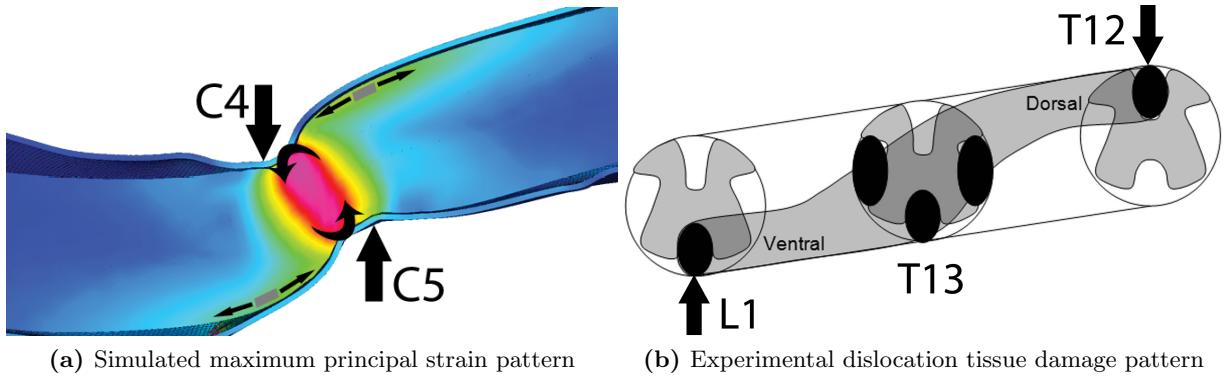 C4
C5
T12
Dorsal
Ventral
T13
L1
(a) Simulated maximum principal strain pattern
(b) Experimental dislocation tissue damage pattern